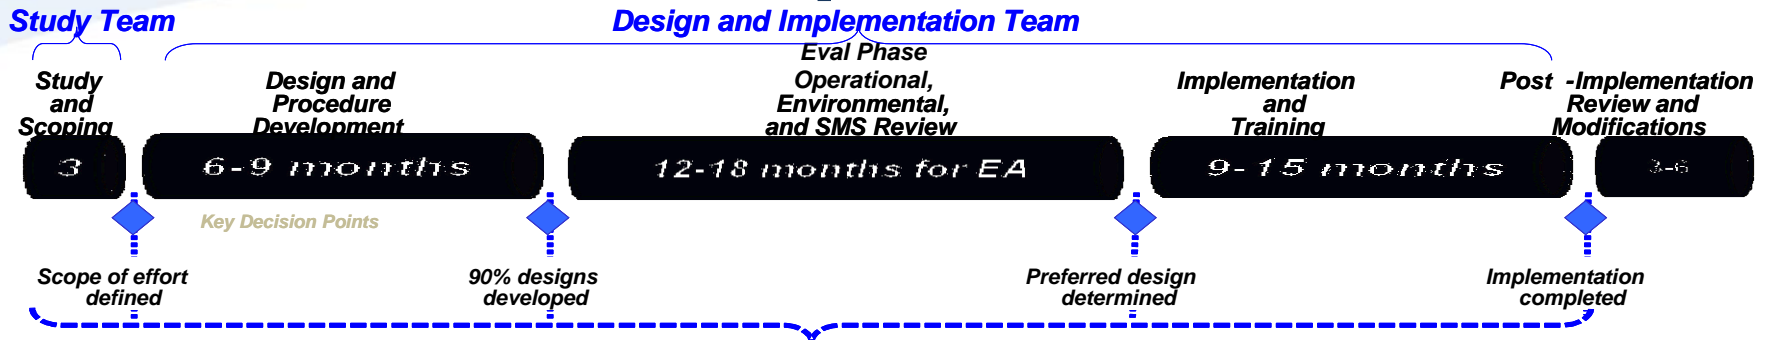 Study Team
Design and Implementation Team
Eval Phase
Study
and
Scoping
Design and
Procedure
Development
Operational,
Environmental,
and SMS Review
Implementation
and
Training
Post -Implementation
Review and
Modifications
3
6-9 months
12-18 months for EA
9-15 months
3-6
Key Decision Points
Scope of effort
defined
90% designs
developed
Preferred design
determined
Implementation
completed